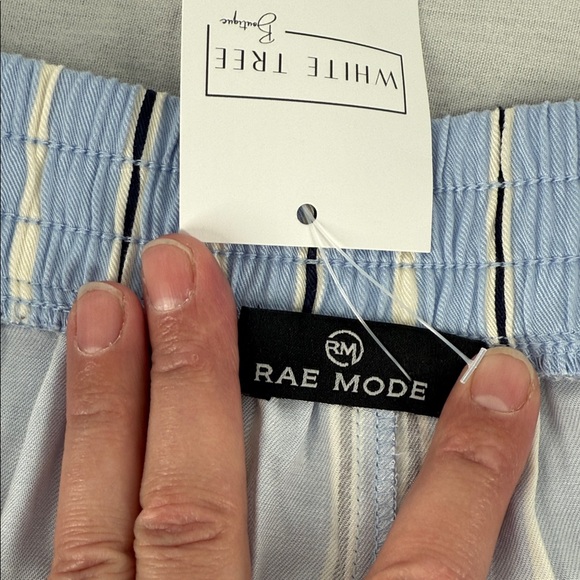 WHITE TREE
Boutique
RM
RAE MODE